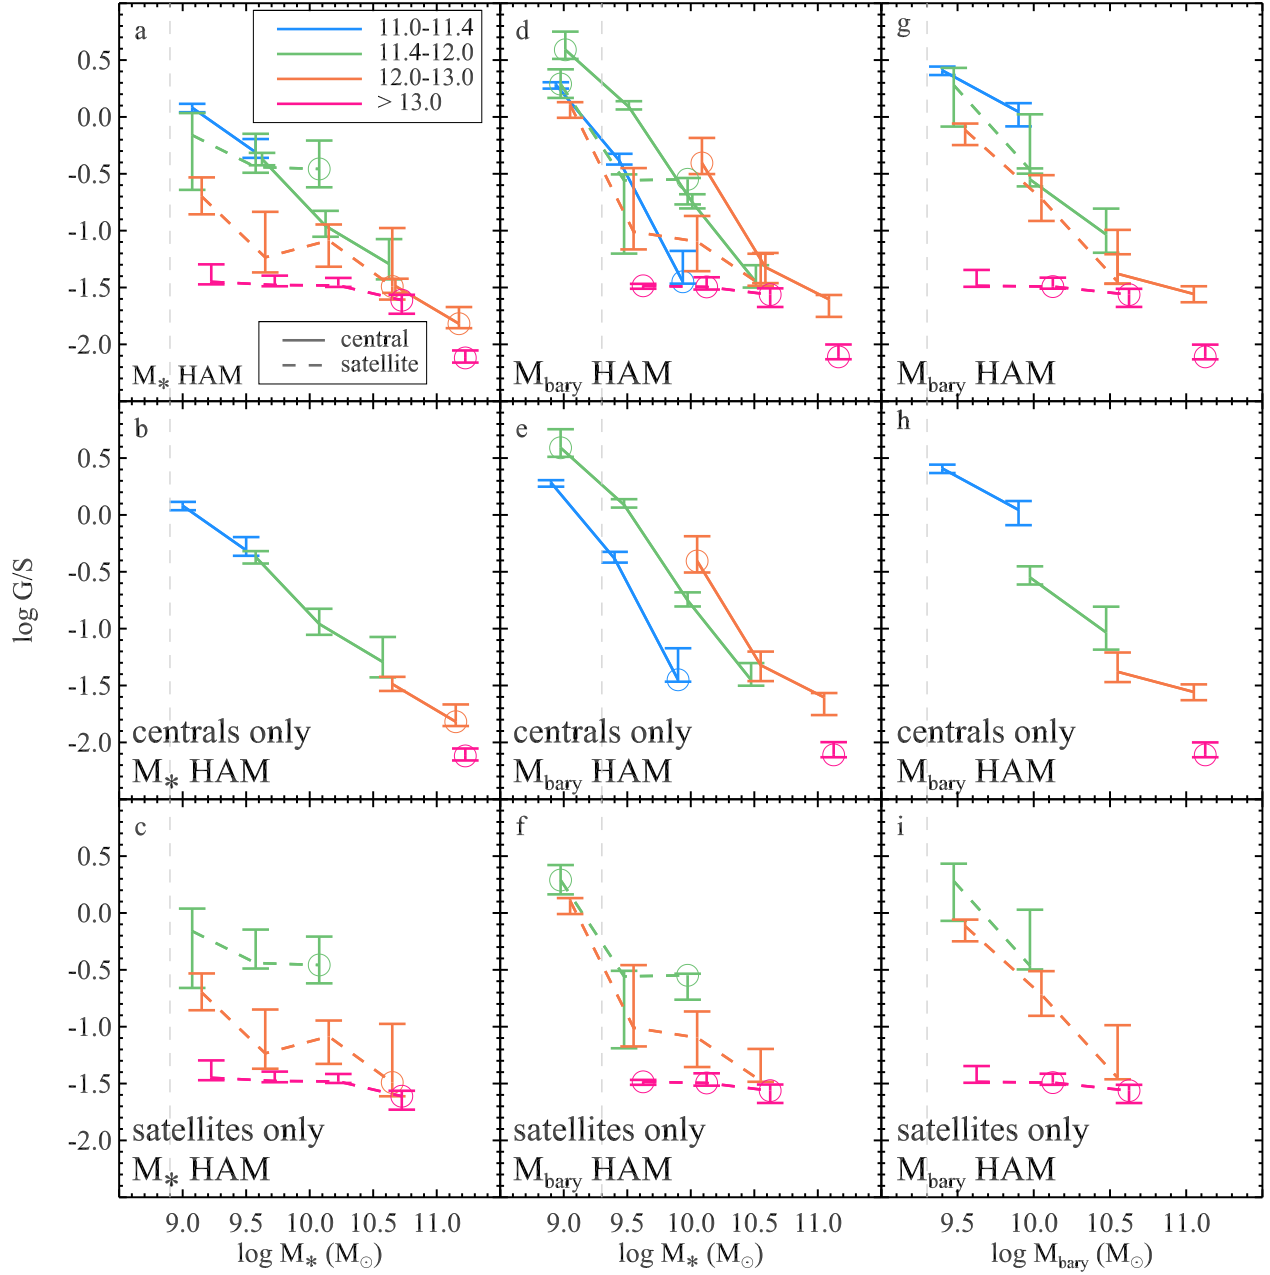 a
11.0-11.4
11.4-12.0
12.0-13.0
> 13.0
central
satellite
M* HAM
0.5
0.0
-0.5
-1.0
-1.5
-2.0
d
Mbary HAM
g
Mbary HAM
b
centrals only
M* HAM
0.5
0.0
-0.5
-1.0
-1.5
-2.0
log G/S
e
centrals only
Mbary HAM
h
centrals only
Mbary HAM
c
satellites only
M* HAM
0.5
0.0
-0.5
-1.0
-1.5
-2.0
f
satellites only
Mbary HAM
i
satellites only
Mbary HAM
9.0 9.5 10.0 10.5 11.0
log M* (M☉)
9.0 9.5 10.0 10.5 11.0
log M* (M☉)
9.5 10.0 10.5 11.0
log Mbary (M☉)